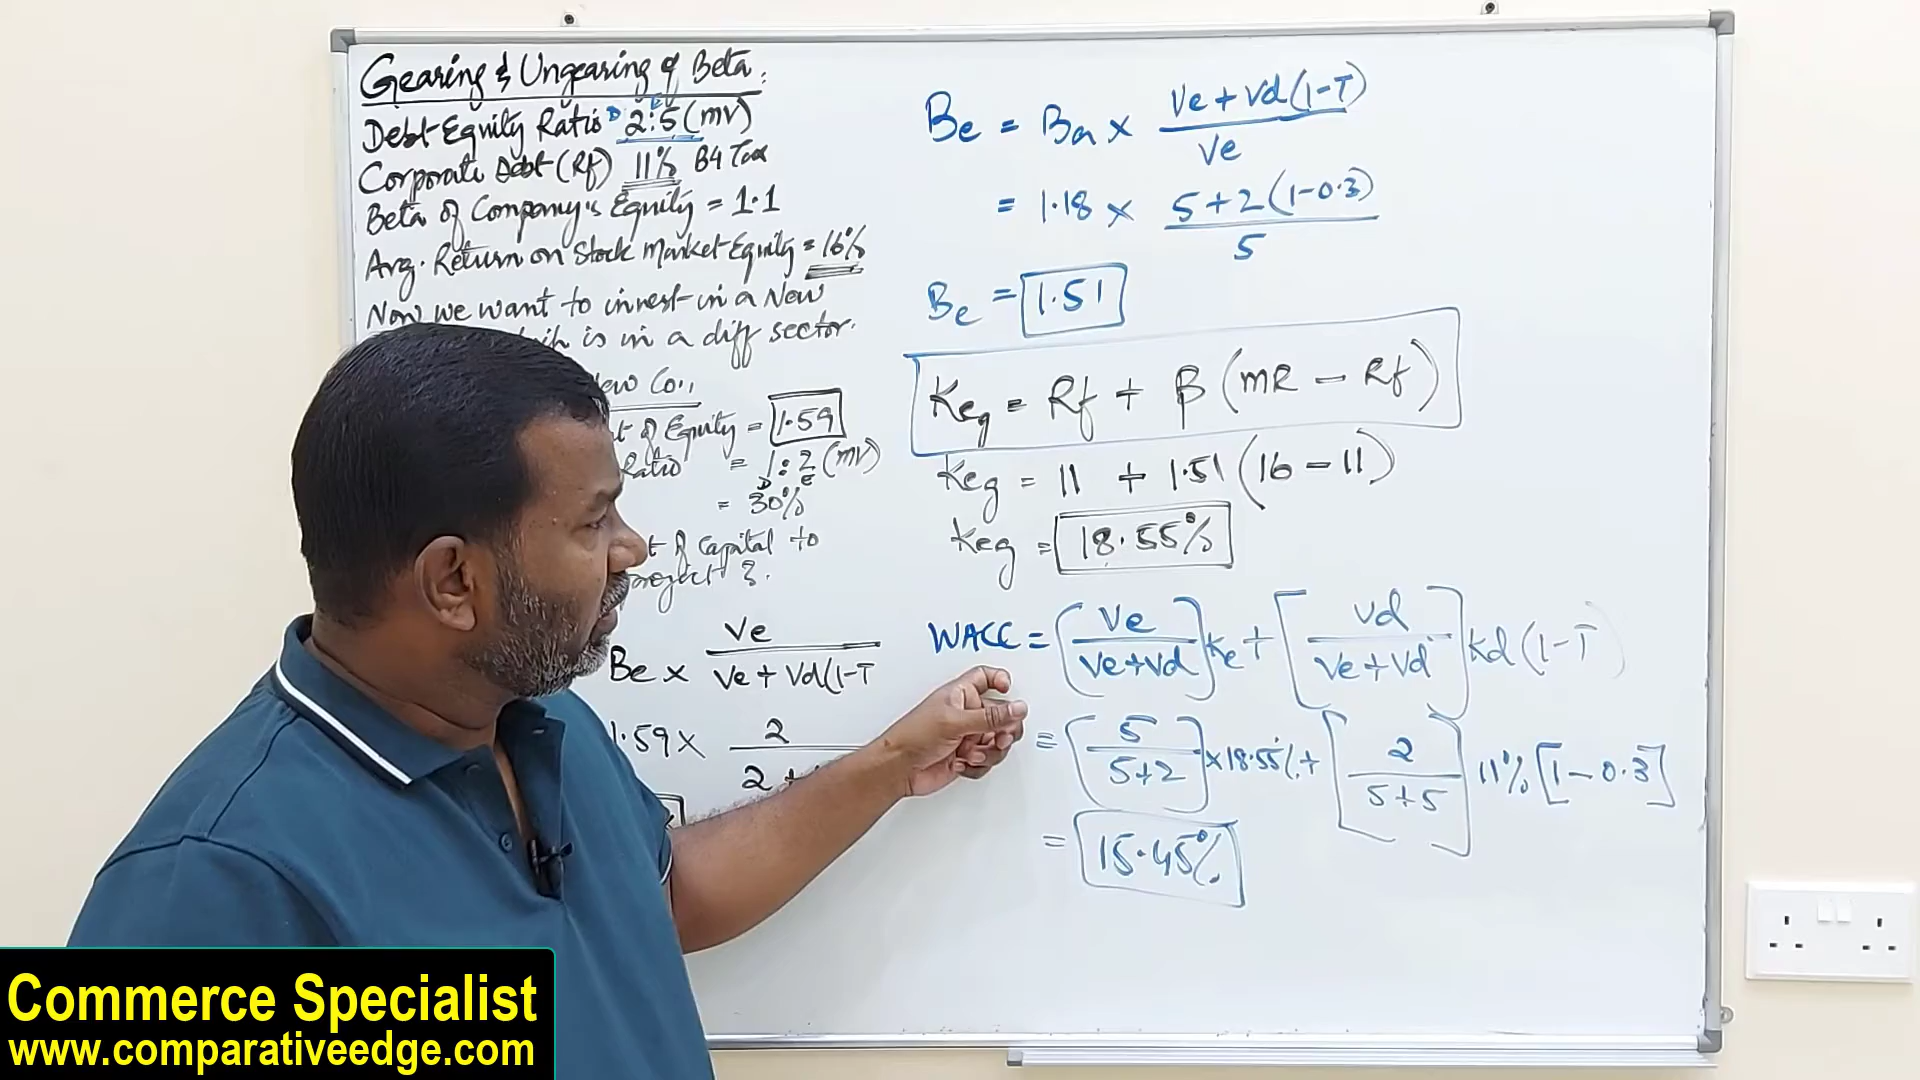 Gearing & Ungearing of Beta:
Debt Equity Ratio D 2:5 E (mv)
Corporate Debt (Rf) 11% B4 Tax
Beta of Company's Equity = 1.1
Avg. Return on Stock Market Equity = 16%
Now we want to invest in a New
is in a diff sector.
Co.,
of Equity = 1.59
= 1:2 (mv)
D E
= 30%
of Capital to
Be × Ve / Ve + Vd(1-T
1.59 × 2 / 2 +
Be = Ba × Ve + Vd(1-T) / Ve
= 1.18 × 5+2(1-0.3) / 5
Be = 1.51
Keg = Rf + β (MR - Rf)
Keg = 11 + 1.51 (16 - 11)
Keg = 18.55%
WACC = [Ve / Ve+Vd] Ke + [Vd / Ve+Vd] Kd (1-T)
= [5 / 5+2] × 18.55% + [2 / 5+5] 11% [1-0.3]
= 15.45%
Commerce Specialist
www.comparativeedge.com